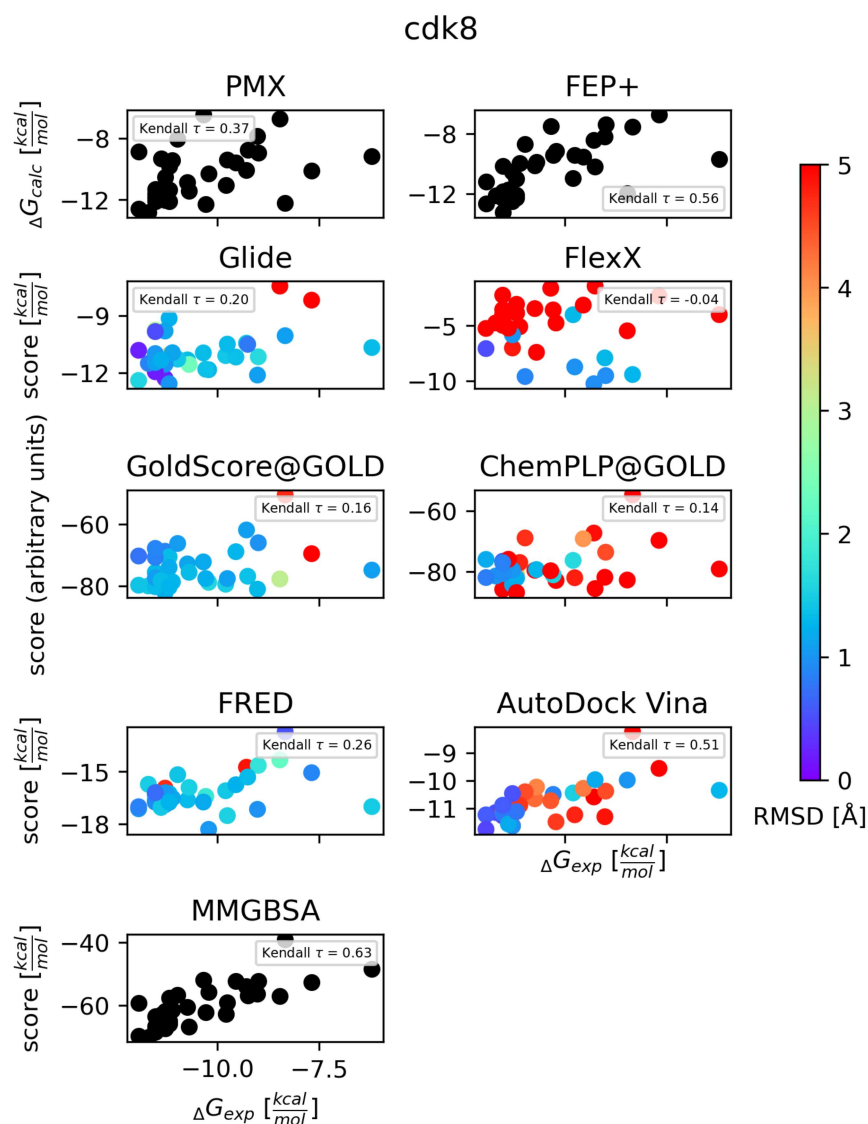 cdk8
PMX
FEP+
ΔG_calc [kcal/mol]
−8
−12
Kendall τ = 0.37
−8
−12
Kendall τ = 0.56
Glide
FlexX
score [kcal/mol]
−9
−12
Kendall τ = 0.20
−5
−10
Kendall τ = -0.04
score (arbitrary units)
GoldScore@GOLD
ChemPLP@GOLD
−60
−80
Kendall τ = 0.16
−60
−80
Kendall τ = 0.14
FRED
AutoDock Vina
score [kcal/mol]
−15
−18
Kendall τ = 0.26
−9
−10
−11
Kendall τ = 0.51
ΔG_exp [kcal/mol]
MMGBSA
score [kcal/mol]
−40
−60
Kendall τ = 0.63
−10.0
−7.5
ΔG_exp [kcal/mol]
5
4
3
2
1
0
RMSD [Å]